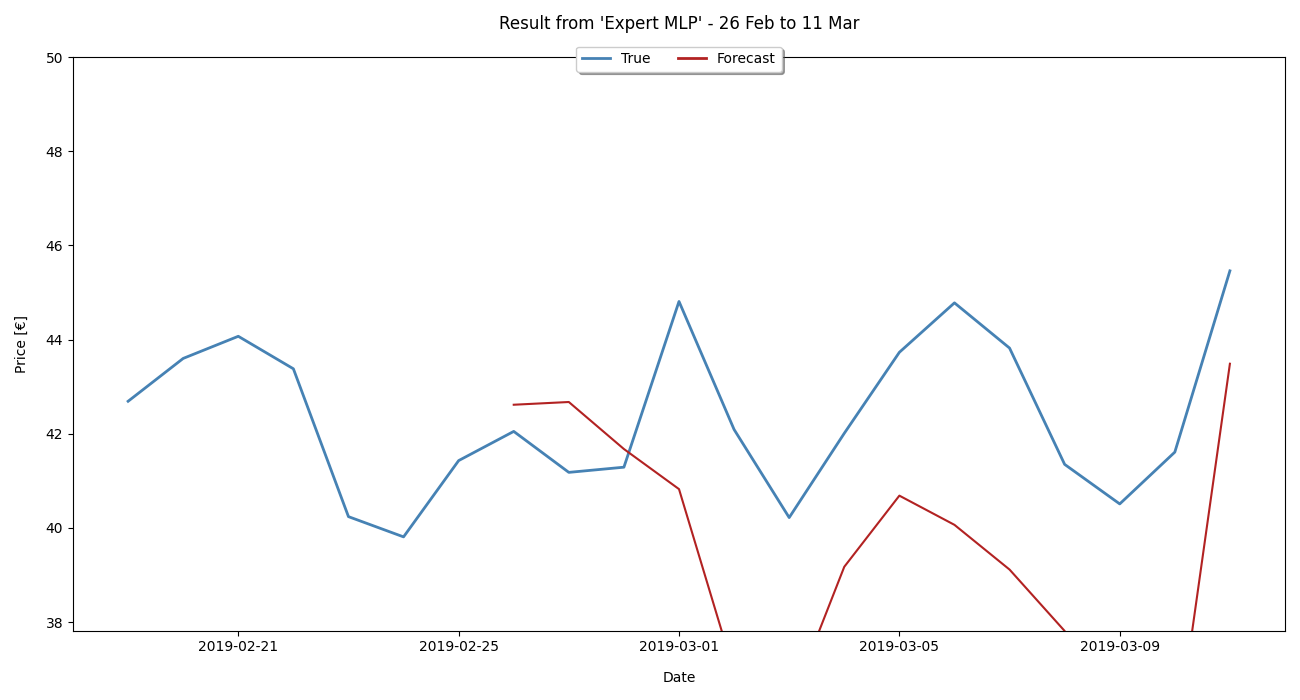 Result from 'Expert MLP' - 26 Feb to 11 Mar
True Forecast
50
48
46
44
42
40
38
Price [€]
2019-02-21 2019-02-25 2019-03-01 2019-03-05 2019-03-09
Date